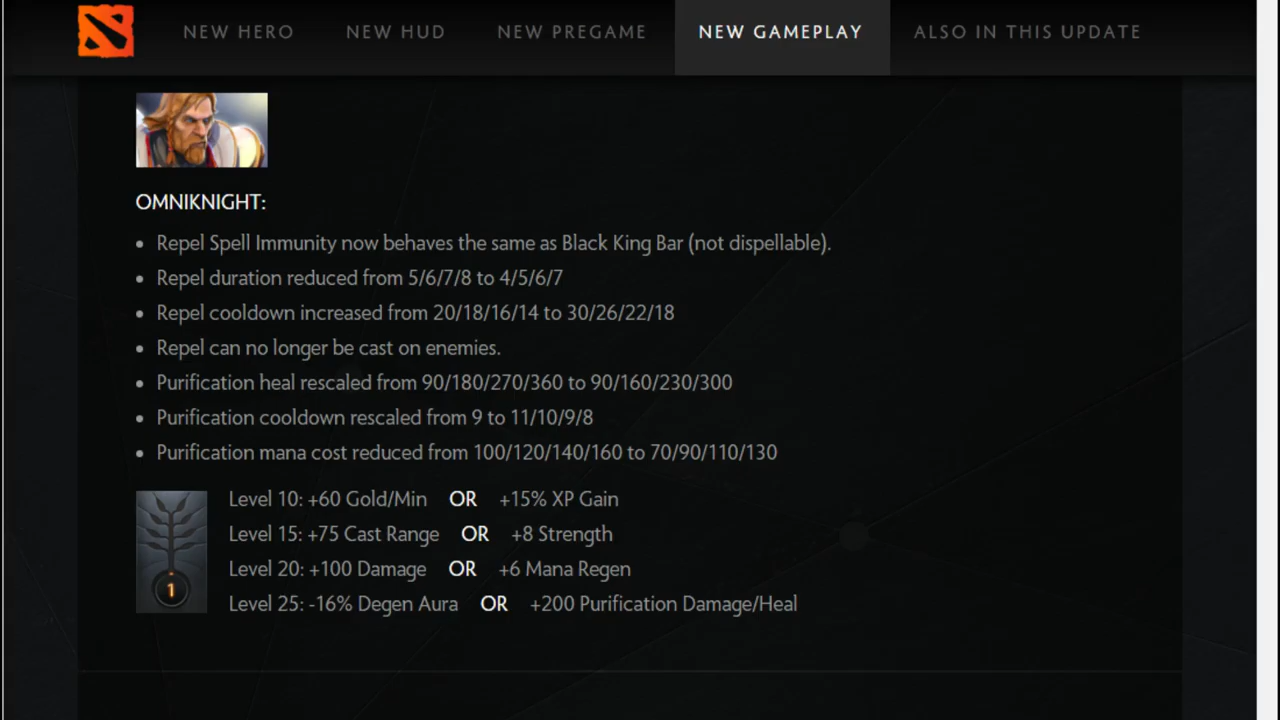 NEW HERO NEW HUD NEW PREGAME NEW GAMEPLAY ALSO IN THIS UPDATE
OMNIKNIGHT:
• Repel Spell Immunity now behaves the same as Black King Bar (not dispellable).
• Repel duration reduced from 5/6/7/8 to 4/5/6/7
• Repel cooldown increased from 20/18/16/14 to 30/26/22/18
• Repel can no longer be cast on enemies.
• Purification heal rescaled from 90/180/270/360 to 90/160/230/300
• Purification cooldown rescaled from 9 to 11/10/9/8
• Purification mana cost reduced from 100/120/140/160 to 70/90/110/130
Level 10: +60 Gold/Min OR +15% XP Gain
Level 15: +75 Cast Range OR +8 Strength
Level 20: +100 Damage OR +6 Mana Regen
1
Level 25: -16% Degen Aura OR +200 Purification Damage/Heal